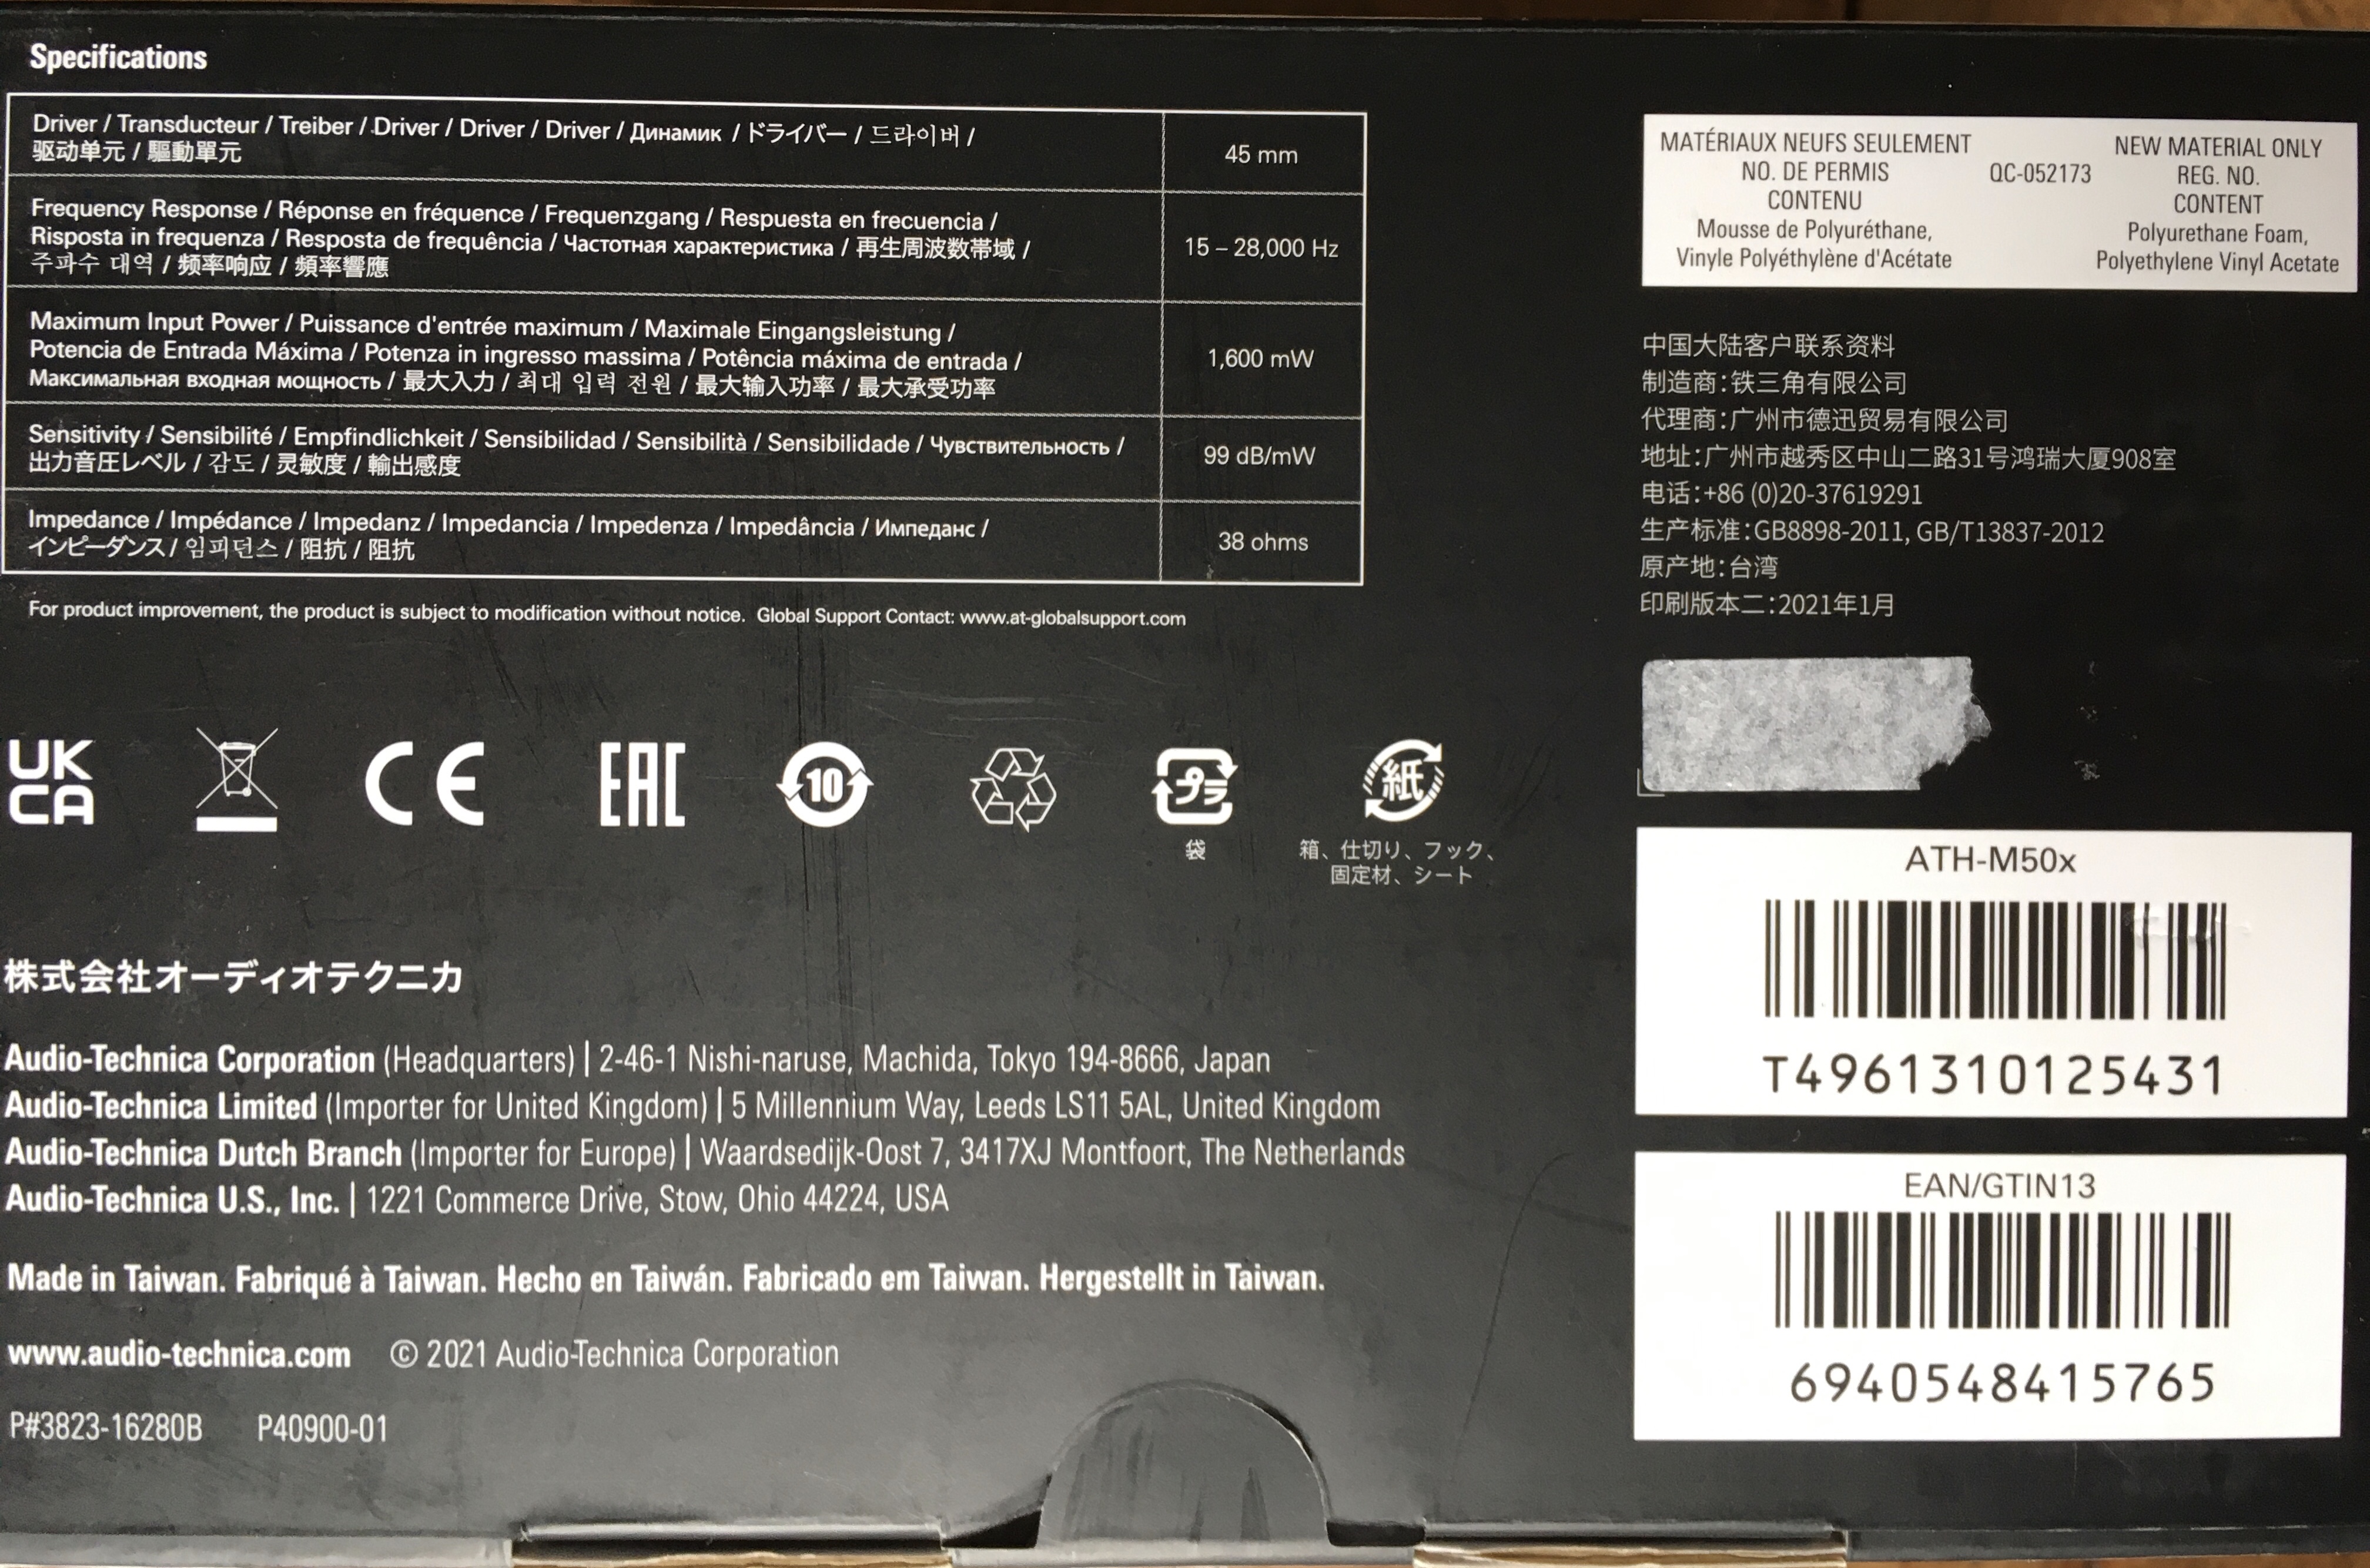 Specifications
Driver / Transducteur / Treiber / Driver / Driver / Driver / Динамик / ドライバー / 드라이버 /
驱动单元 / 驅動單元
45 mm
Frequency Response / Réponse en fréquence / Frequenzgang / Respuesta en frecuencia /
Risposta in frequenza / Resposta de frequência / Частотная характеристика / 再生周波数帯域 /
주파수 대역 / 频率响应 / 頻率響應
15 – 28,000 Hz
Maximum Input Power / Puissance d'entrée maximum / Maximale Eingangsleistung /
Potencia de Entrada Máxima / Potenza in ingresso massima / Potência máxima de entrada /
Максимальная входная мощность / 最大入力 / 최대 입력 전원 / 最大输入功率 / 最大承受功率
1,600 mW
Sensitivity / Sensibilité / Empfindlichkeit / Sensibilidad / Sensibilità / Sensibilidade / Чувствительность /
出力音圧レベル / 감도 / 灵敏度 / 輸出感度
99 dB/mW
Impedance / Impédance / Impedanz / Impedancia / Impedenza / Impedância / Импеданс /
インピーダンス / 임피던스 / 阻抗 / 阻抗
38 ohms
For product improvement, the product is subject to modification without notice. Global Support Contact: www.at-globalsupport.com
UK
CA
CE
EAC
10
プラ
紙
袋
箱、仕切り、フック、
固定材、シート
株式会社オーディオテクニカ
Audio-Technica Corporation (Headquarters) | 2-46-1 Nishi-naruse, Machida, Tokyo 194-8666, Japan
Audio-Technica Limited (Importer for United Kingdom) | 5 Millennium Way, Leeds LS11 5AL, United Kingdom
Audio-Technica Dutch Branch (Importer for Europe) | Waardsedijk-Oost 7, 3417XJ Montfoort, The Netherlands
Audio-Technica U.S., Inc. | 1221 Commerce Drive, Stow, Ohio 44224, USA
Made in Taiwan. Fabriqué à Taiwan. Hecho en Taiwán. Fabricado em Taiwan. Hergestellt in Taiwan.
www.audio-technica.com © 2021 Audio-Technica Corporation
P#3823-16280B P40900-01
MATÉRIAUX NEUFS SEULEMENT
NO. DE PERMIS
CONTENU
Mousse de Polyuréthane,
Vinyle Polyéthylène d'Acétate
QC-052173
NEW MATERIAL ONLY
REG. NO.
CONTENT
Polyurethane Foam,
Polyethylene Vinyl Acetate
中国大陆客户联系资料
制造商:铁三角有限公司
代理商:广州市德迅贸易有限公司
地址:广州市越秀区中山二路31号鸿瑞大厦908室
电话:+86 (0)20-37619291
生产标准:GB8898-2011, GB/T13837-2012
原产地:台湾
印刷版本二:2021年1月
ATH-M50x
T4961310125431
EAN/GTIN13
6940548415765